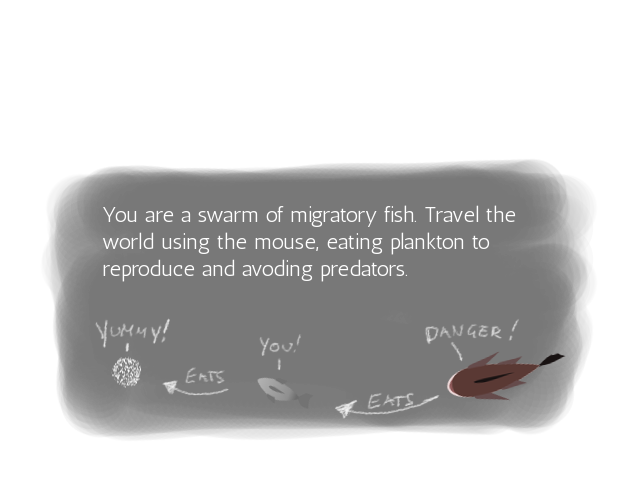 You are a swarm of migratory fish. Travel the
world using the mouse, eating plankton to
reproduce and avoding predators.
YUMMY!
YOU!
DANGER!
EATS
EATS